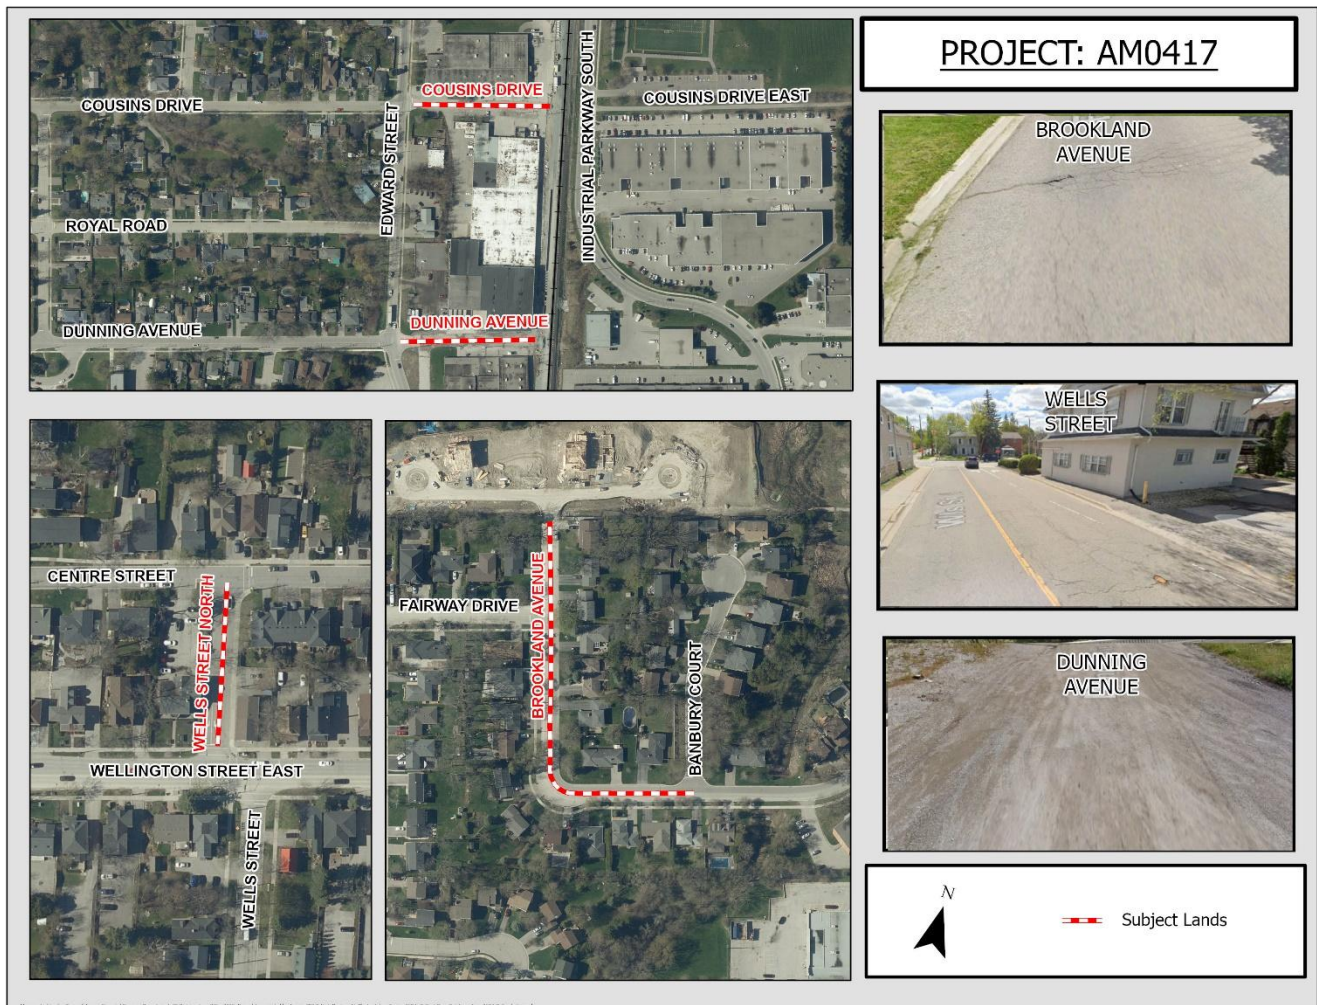 PROJECT: AM0417
COUSINS DRIVE
COUSINS DRIVE
COUSINS DRIVE EAST
EDWARD STREET
INDUSTRIAL PARKWAY SOUTH
ROYAL ROAD
DUNNING AVENUE
DUNNING AVENUE
BROOKLAND
AVENUE
WELLS
STREET
DUNNING
AVENUE
CENTRE STREET
WELLS STREET NORTH
WELLINGTON STREET EAST
WELLS STREET
FAIRWAY DRIVE
BROOKLAND AVENUE
BANBURY COURT
N
Subject Lands